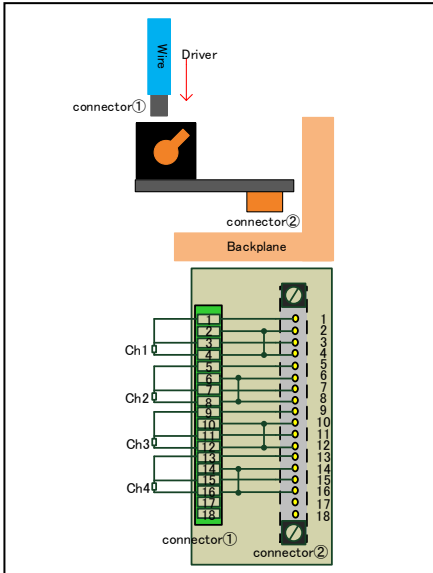 Wire
Driver
connector①
connector②
Backplane
1 1
2 2
3 3
4 4
Ch1
5 5
6 6
7 7
8 8
Ch2
9 9
10 10
11 11
12 12
Ch3
13 13
14 14
15 15
16 16
Ch4
17 17
18 18
connector①
connector②